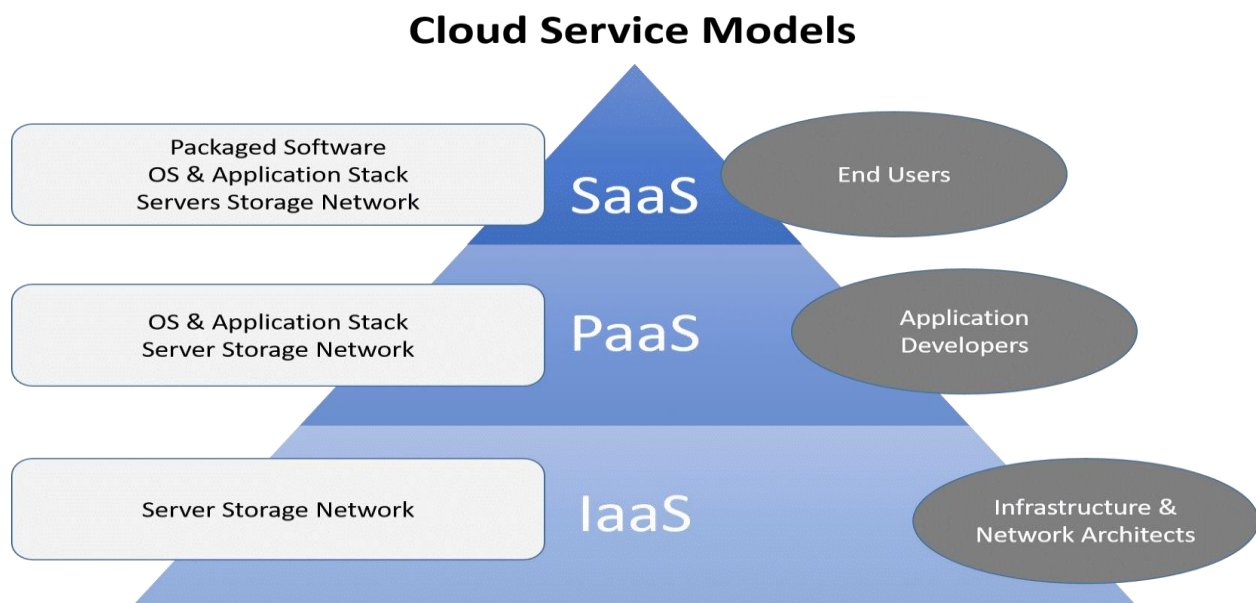 Cloud Service Models
Packaged Software
OS & Application Stack
Servers Storage Network
SaaS
End Users
OS & Application Stack
Server Storage Network
PaaS
Application
Developers
Server Storage Network
IaaS
Infrastructure &
Network Architects